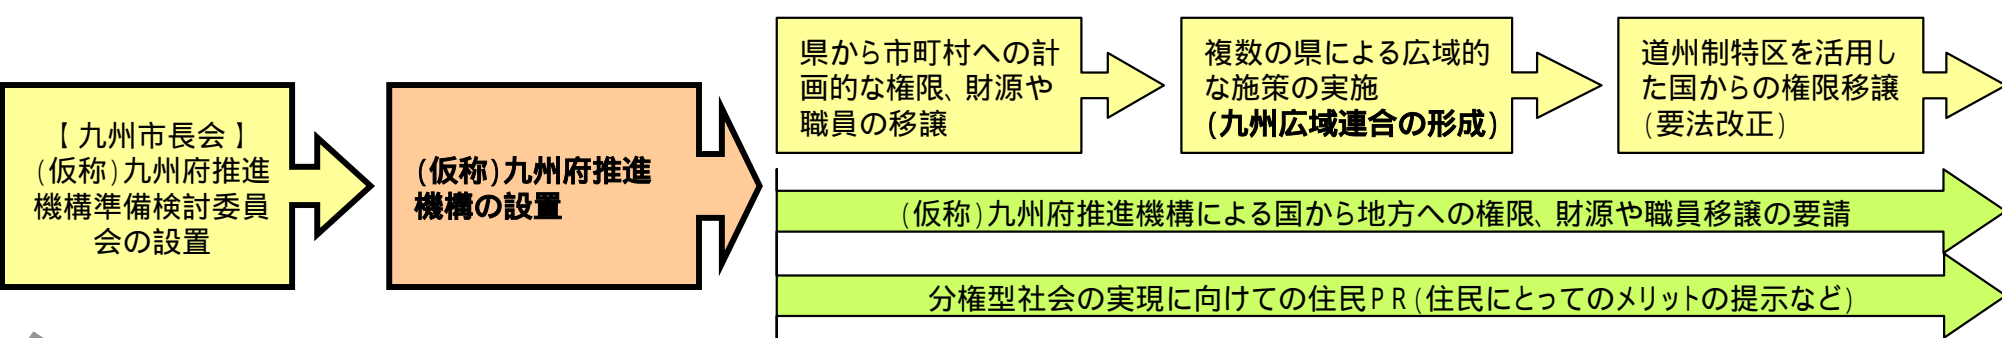 【九州市長会】
(仮称)九州府推進
機構準備検討委員
会の設置
(仮称)九州府推進
機構の設置
県から市町村への計
画的な権限、財源や
職員の移譲
複数の県による広域的
な施策の実施
(九州広域連合の形成)
道州制特区を活用し
た国からの権限移譲
(要法改正)
(仮称)九州府推進機構による国から地方への権限、財源や職員移譲の要請
分権型社会の実現に向けての住民PR(住民にとってのメリットの提示など)